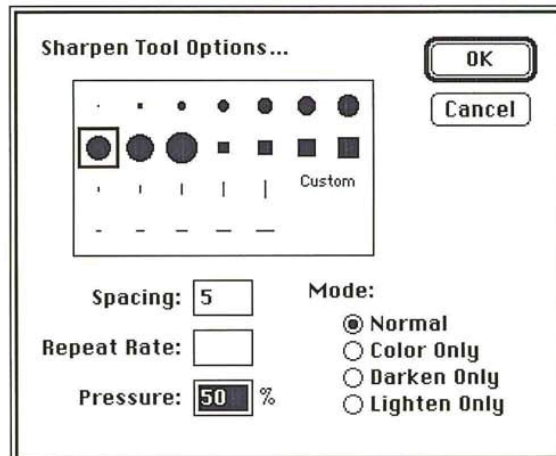 Sharpen Tool Options...
OK
Cancel
Custom
Spacing: 5
Repeat Rate:
Pressure: 50 %
Mode:
Normal
Color Only
Darken Only
Lighten Only